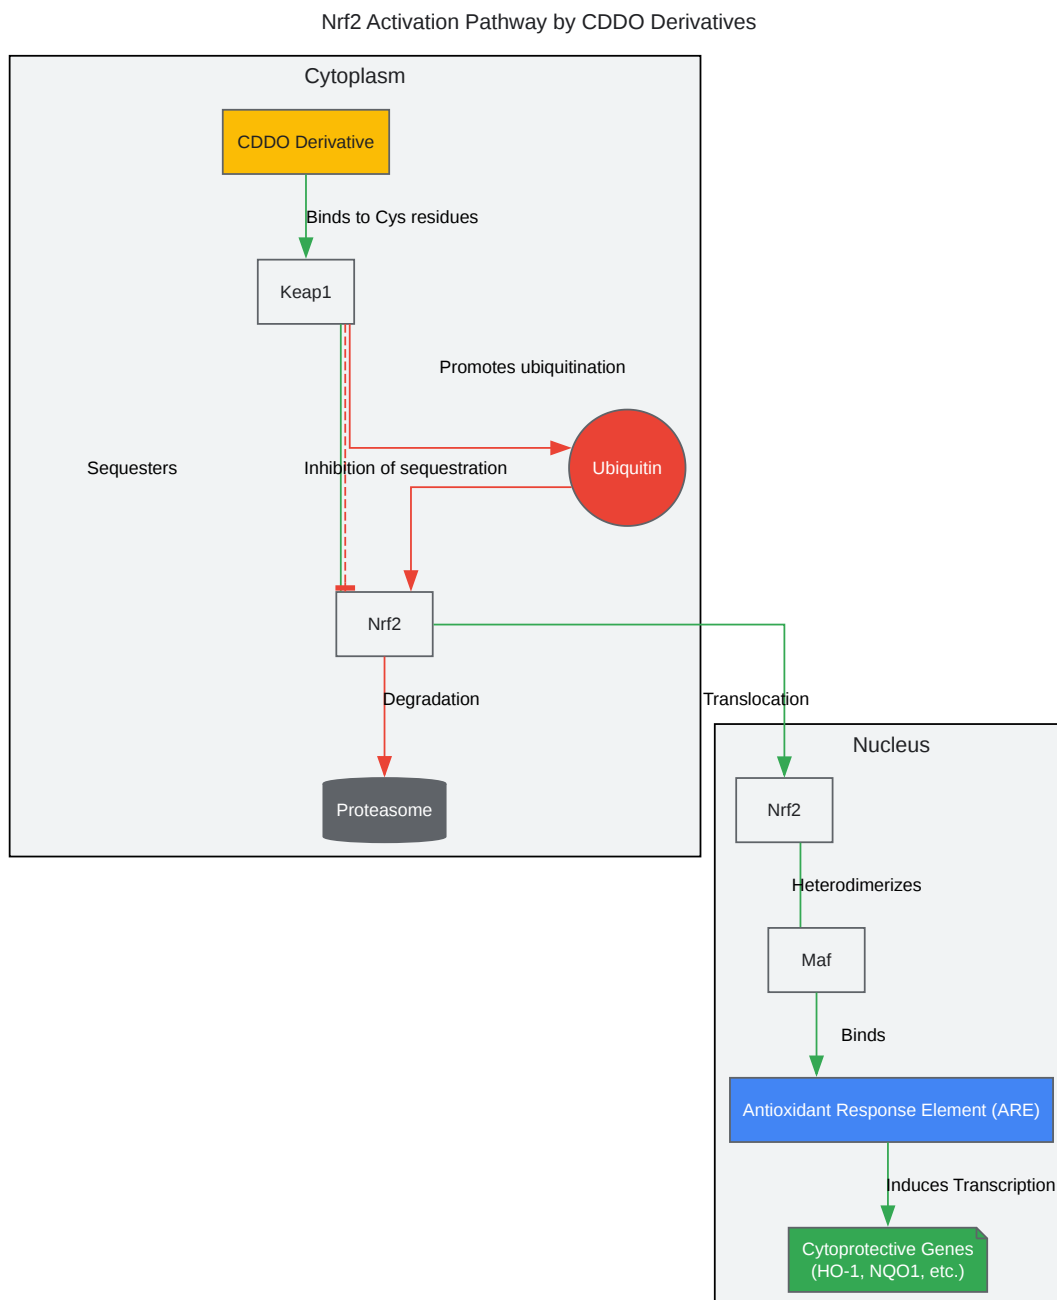 Nrf2 Activation Pathway by CDDO Derivatives
Cytoplasm
CDDO Derivative
Binds to Cys residues
Keap1
Promotes ubiquitination
Sequesters
Inhibition of sequestration
Ubiquitin
Nrf2
Degradation
Translocation
Proteasome
Nucleus
Nrf2
Heterodimerizes
Maf
Binds
Antioxidant Response Element (ARE)
Induces Transcription
Cytoprotective Genes
(HO-1, NQO1, etc.)